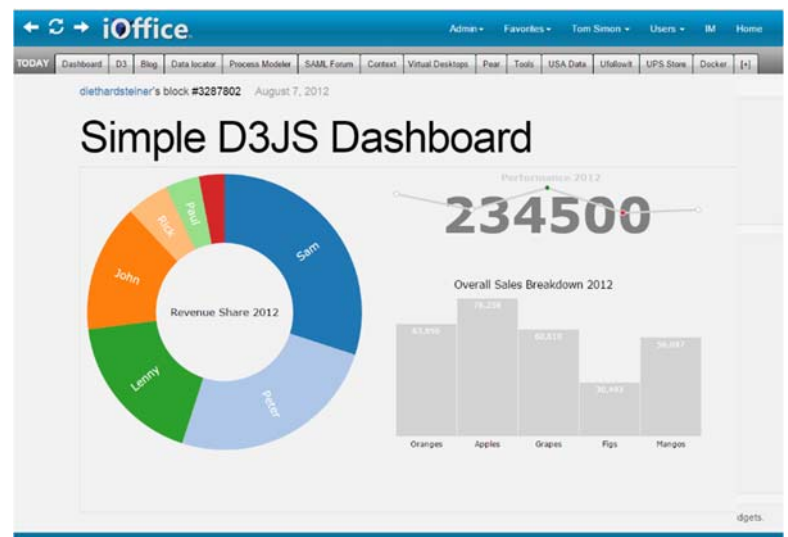 iOffice
Admin Favorites Tom Simon Users IM Home
TODAY Dashboard D3 Blog Data locator Process Modeler SAML Forum Context Virtual Desktops Pear Tools USA Data Ufollowit UPS Store Docker [+]
diethardsteiner's block #3287802 August 7, 2012
Simple D3JS Dashboard
Performance 2012
234500
Paul
Rick
Sam
John
Revenue Share 2012
Lenny
Peter
Overall Sales Breakdown 2012
76,238
Oranges Apples Grapes Figs Mangos
dgets.